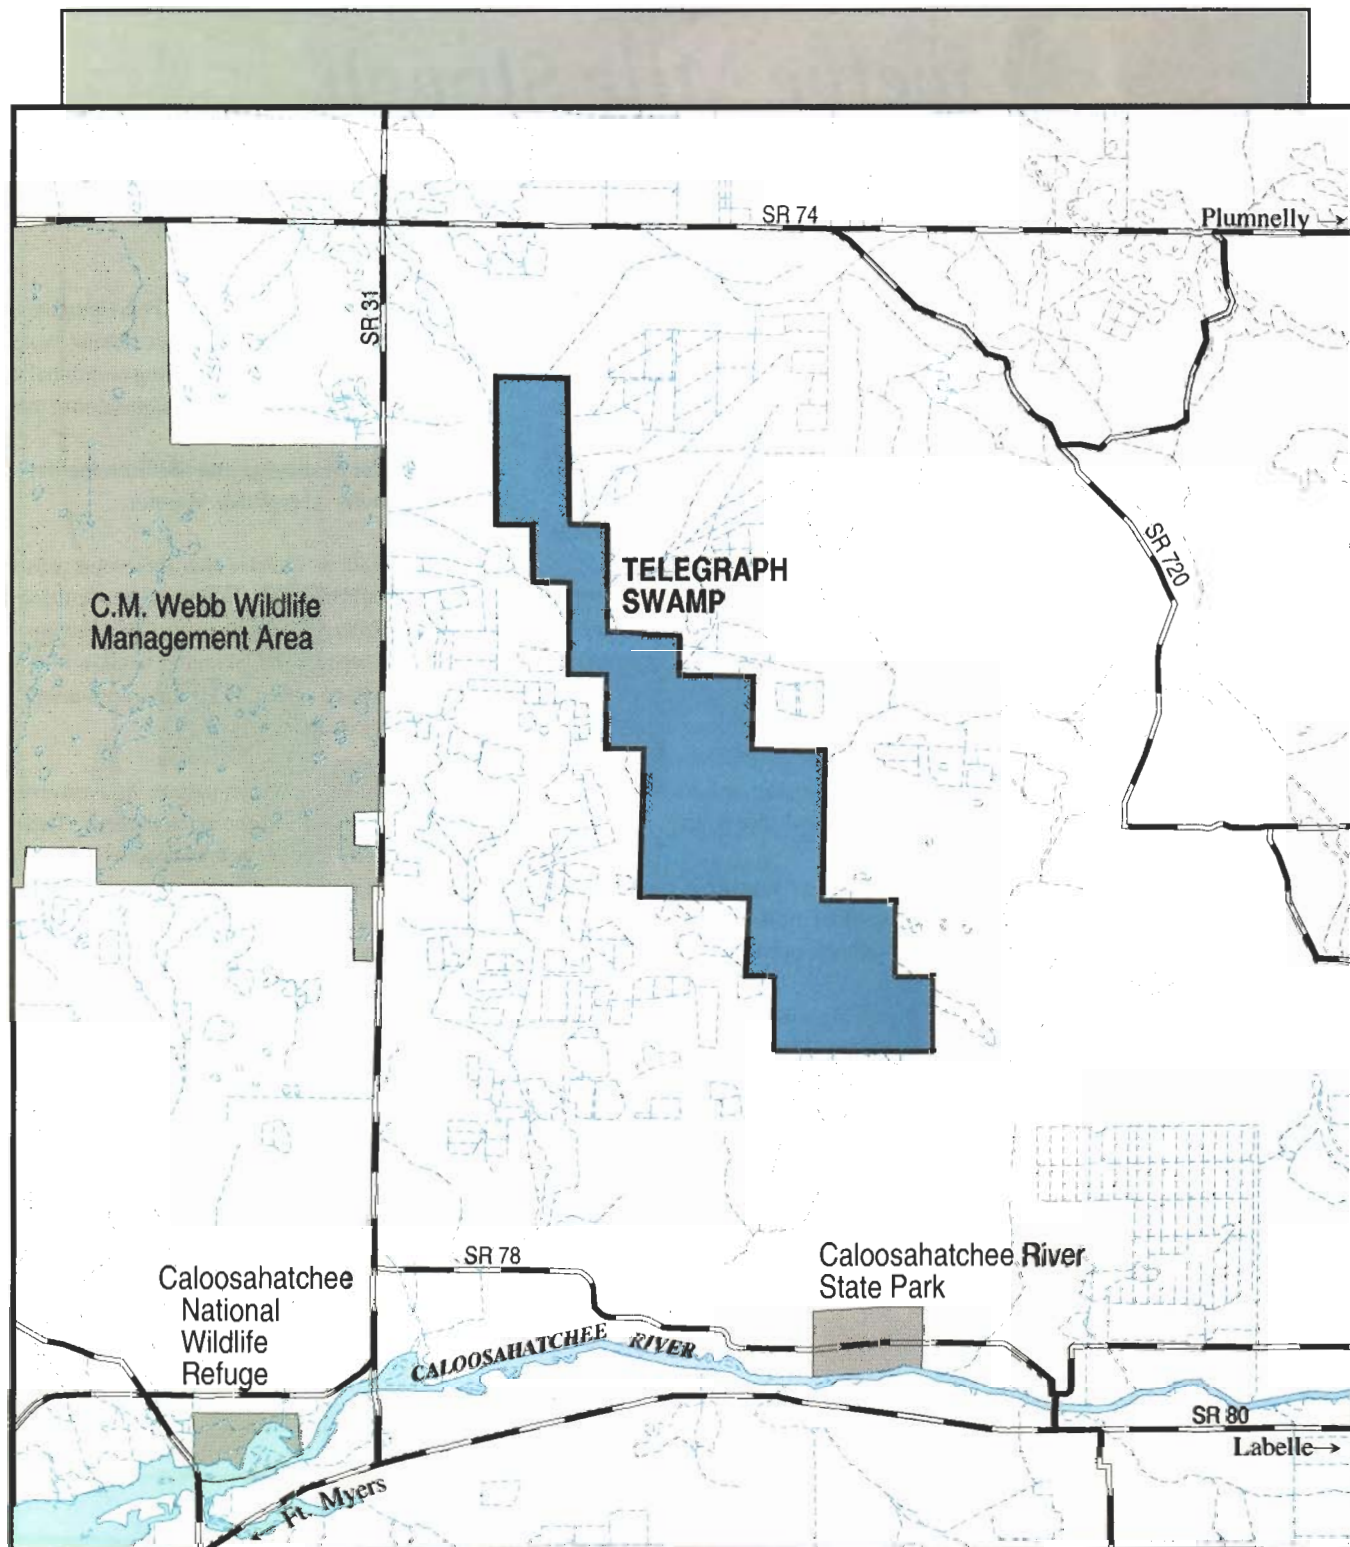 SR 74
Plumnelly →
SR 31
SR 720
TELEGRAPH
SWAMP
C.M. Webb Wildlife
Management Area
SR 78
Caloosahatchee River
State Park
Caloosahatchee
National
Wildlife
Refuge
CALOOSAHATCHEE RIVER
SR 80
Labelle→
← Ft. Myers